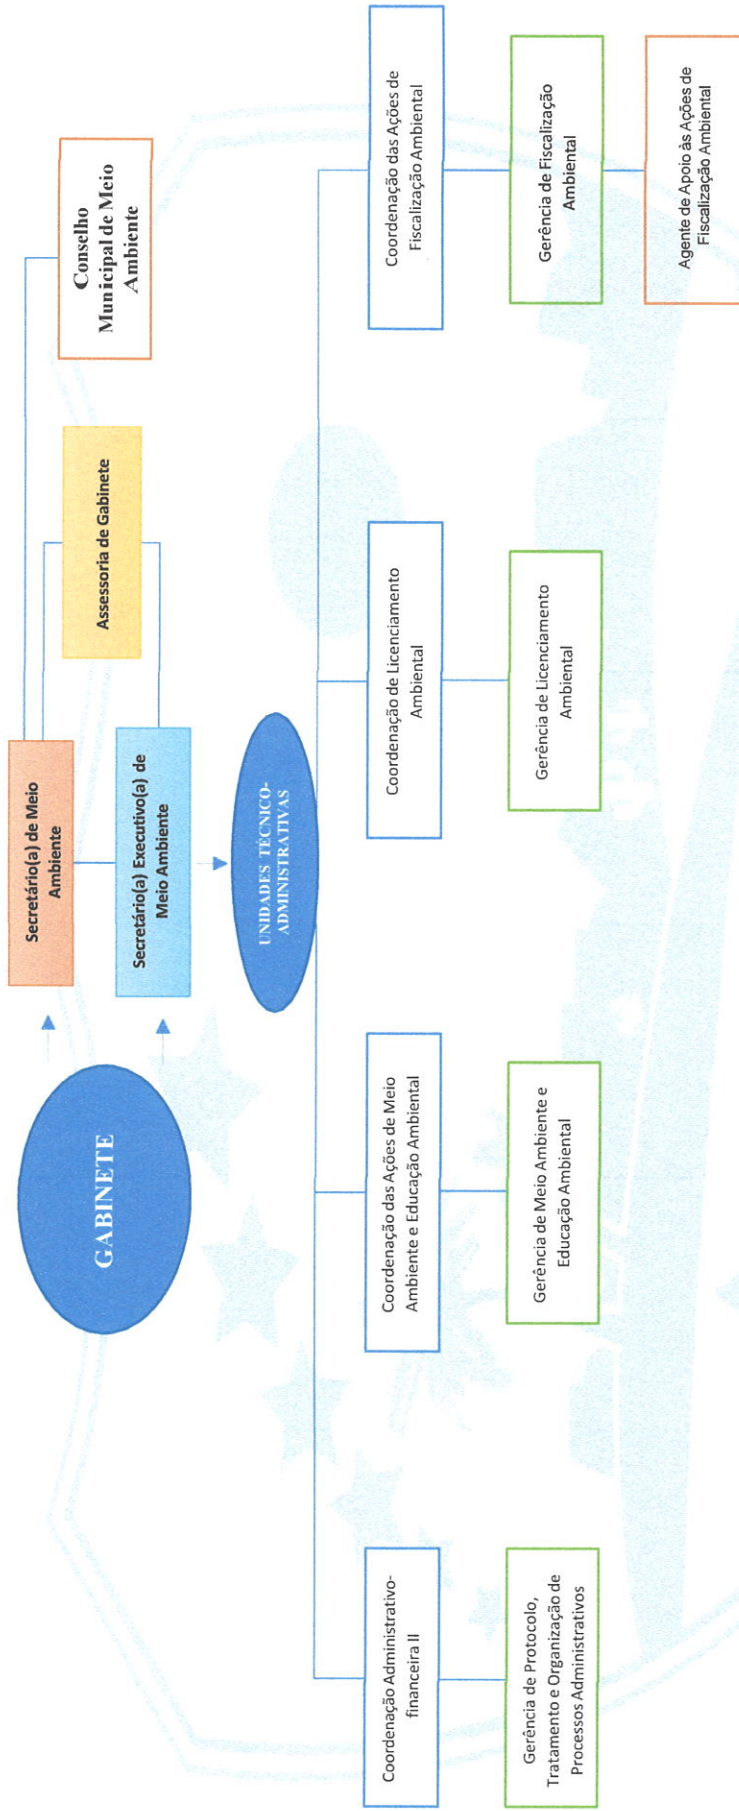 GABINETE
Secretário(a) de Meio
Ambiente
Secretário(a) Executivo(a) de
Meio Ambiente
Assessoria de Gabinete
Conselho
Municipal de Meio
Ambiente
UNIDADES TÉCNICO-
ADMINISTRATIVAS
Coordenação Administrativo-
financeira II
Gerência de Protocolo,
Tratamento e Organização de
Processos Administrativos
Coordenação das Ações de Meio
Ambiente e Educação Ambiental
Gerência de Meio Ambiente e
Educação Ambiental
Coordenação de Licenciamento
Ambiental
Gerência de Licenciamento
Ambiental
Coordenação das Ações de
Fiscalização Ambiental
Gerência de Fiscalização
Ambiental
Agente de Apoio às Ações de
Fiscalização Ambiental